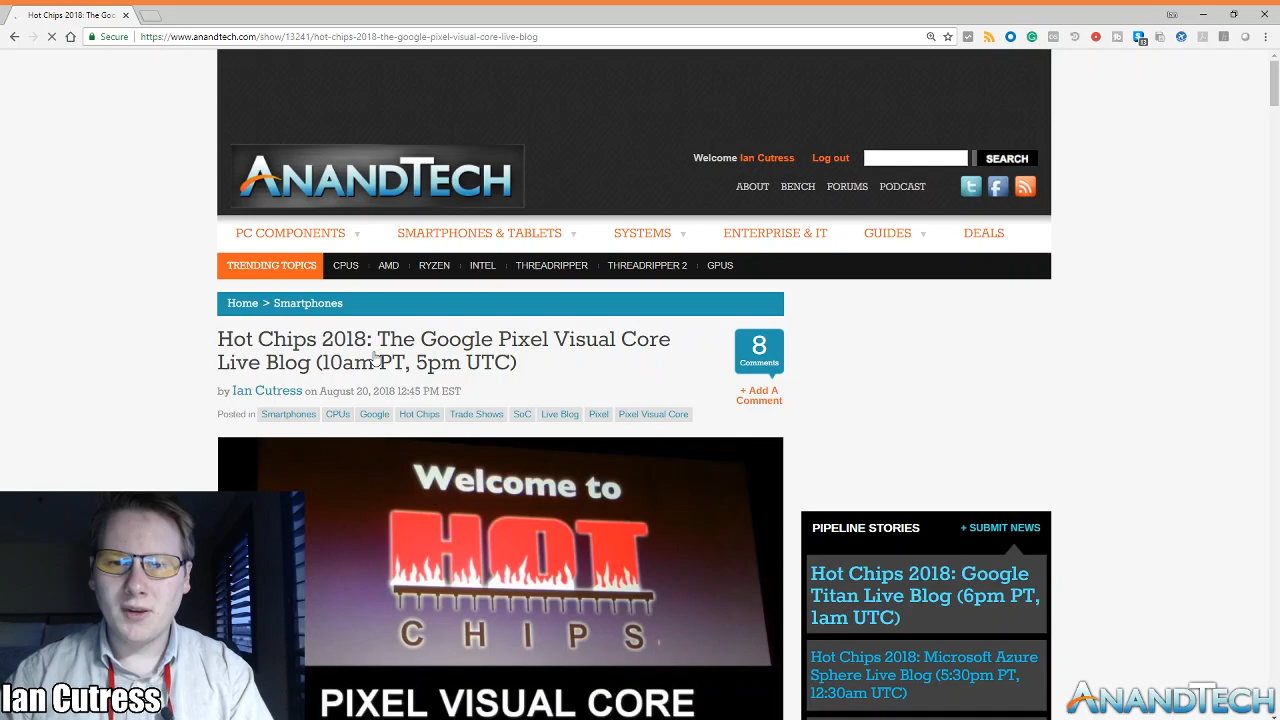 Hot Chips 2018: The Goo
Secure
https://www.anandtech.com/show/13241/hot-chips-2018-the-google-pixel-visual-core-live-blog
ANANDTECH
Welcome Ian Cutress Log out
SEARCH
ABOUT BENCH FORUMS PODCAST
PC COMPONENTS SMARTPHONES & TABLETS SYSTEMS ENTERPRISE & IT GUIDES DEALS
TRENDING TOPICS CPUS AMD RYZEN INTEL THREADRIPPER THREADRIPPER 2 GPUS
Home > Smartphones
Hot Chips 2018: The Google Pixel Visual Core
Live Blog (10am PT, 5pm UTC)
by Ian Cutress on August 20, 2018 12:45 PM EST
Posted in Smartphones CPUs Google Hot Chips Trade Shows SoC Live Blog Pixel Pixel Visual Core
8
Comments
+ Add A
Comment
Welcome to
HOT
CHIPS
PIXEL VISUAL CORE
PIPELINE STORIES + SUBMIT NEWS
Hot Chips 2018: Google
Titan Live Blog (6pm PT,
1am UTC)
Hot Chips 2018: Microsoft Azure
Sphere Live Blog (5:30pm PT,
12:30am UTC)
Ian Cutress
ANANDTECH